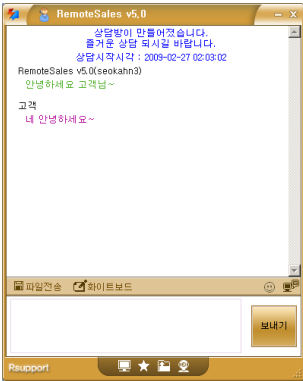 RemoteSales v5.0
상담방이 만들어졌습니다.
즐거운 상담 되시길 바랍니다.
상담시작시각 : 2009-02-27 02:03:02
RemoteSales v5.0(seokahn3)
안녕하세요 고객님~
고객
네 안녕하세요~
파일전송 화이트보드
보내기
Rsupport